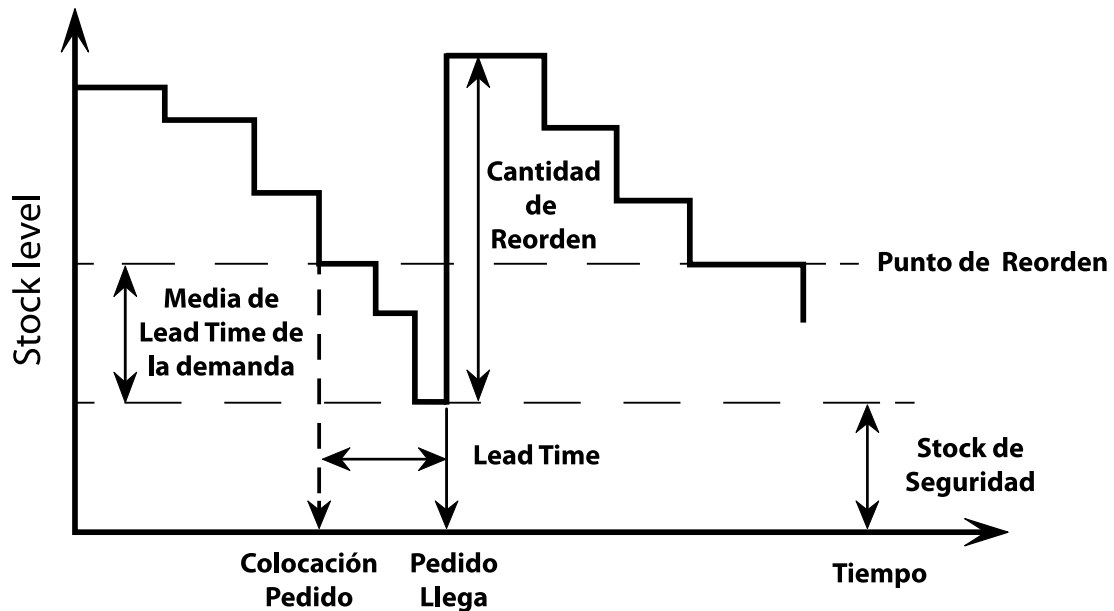 Stock level
Cantidad
de
Reorden
Punto de Reorden
Media de
Lead Time de
la demanda
Lead Time
Stock de
Seguridad
Colocación
Pedido
Pedido
Llega
Tiempo